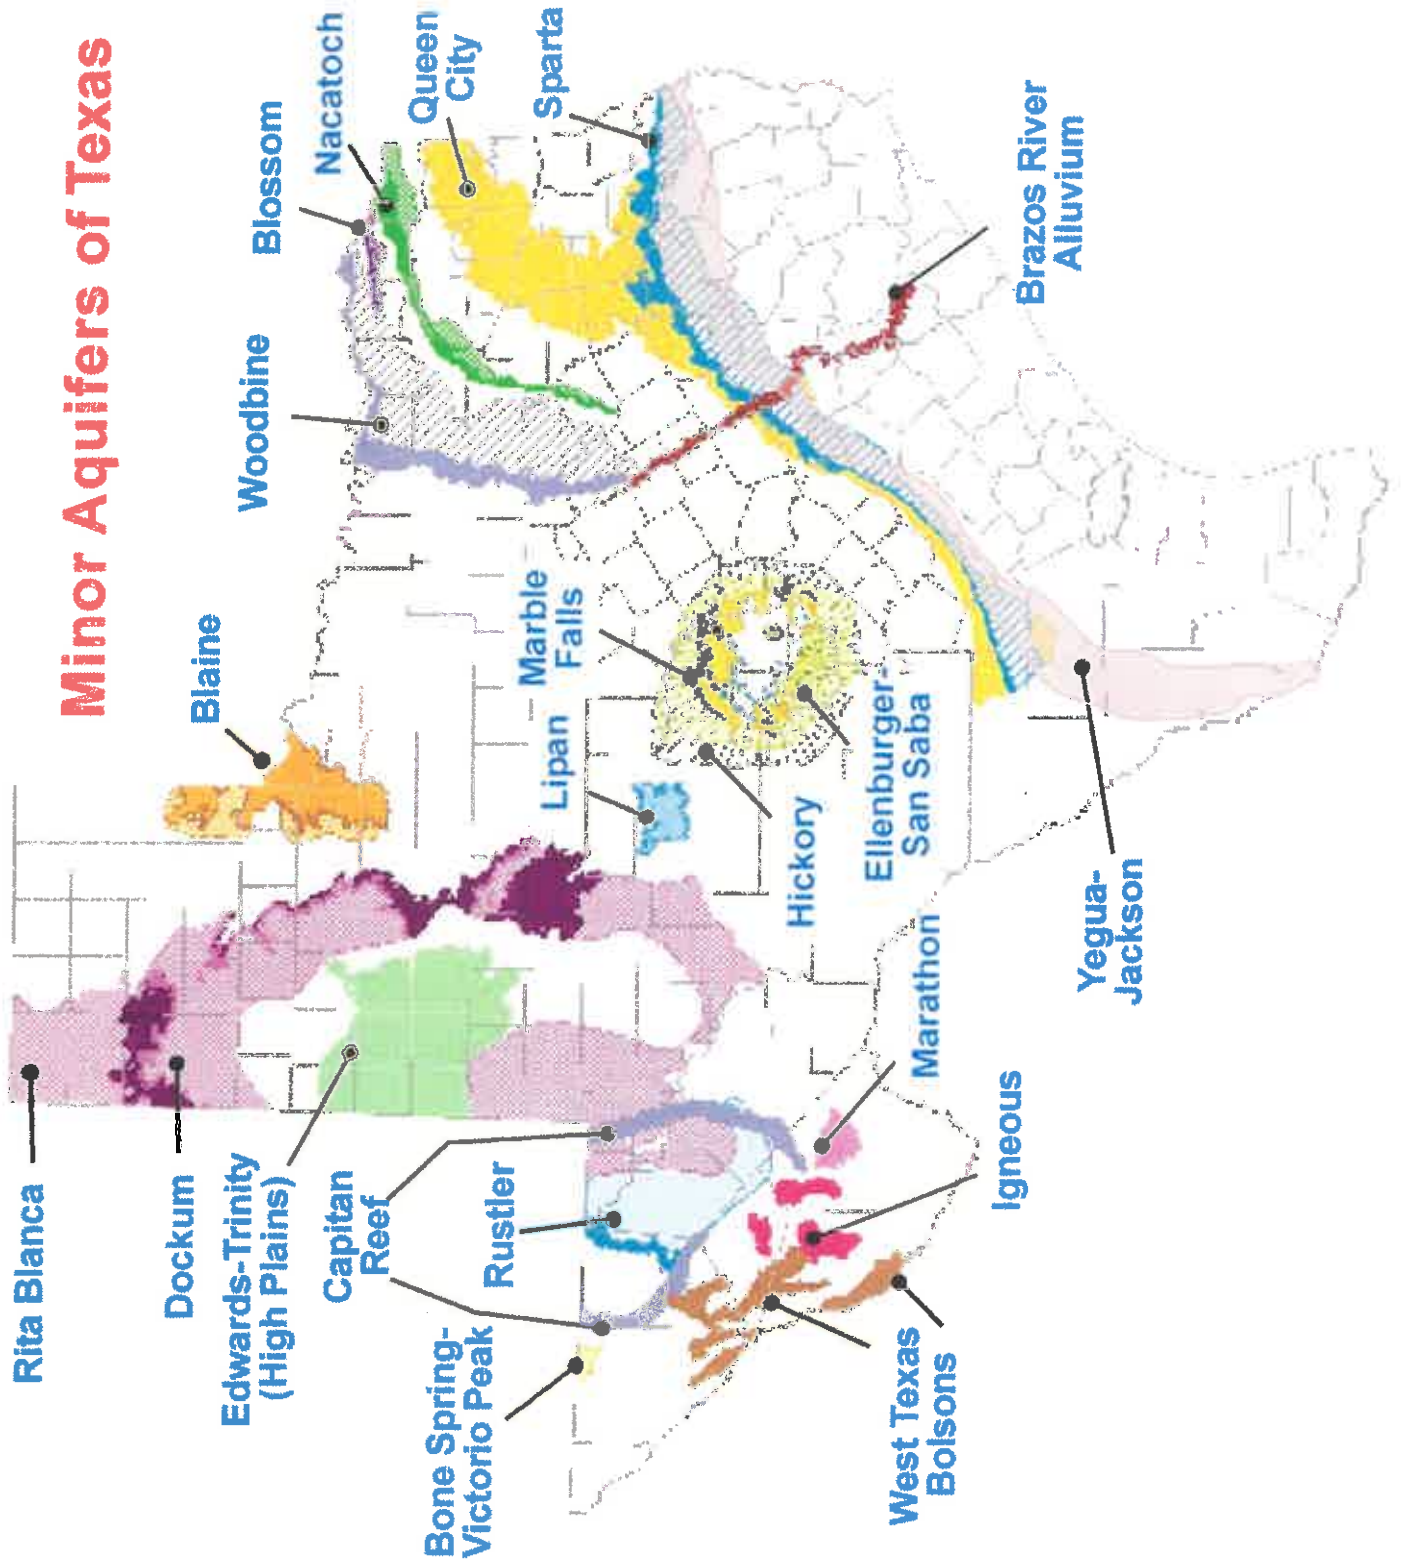 Minor Aquifers of Texas
Rita Blanca
Dockum
Edwards-Trinity
(High Plains)
Capitan
Reef
Rustler
Bone Spring-
Victorio Peak
West Texas
Bolsons
Igneous
Marathon
Hickory
Ellenburger-
San Saba
Lipan
Marble
Falls
Blaine
Woodbine
Blossom
Nacatoch
Queen
City
Sparta
Brazos River
Alluvium
Yegua-
Jackson